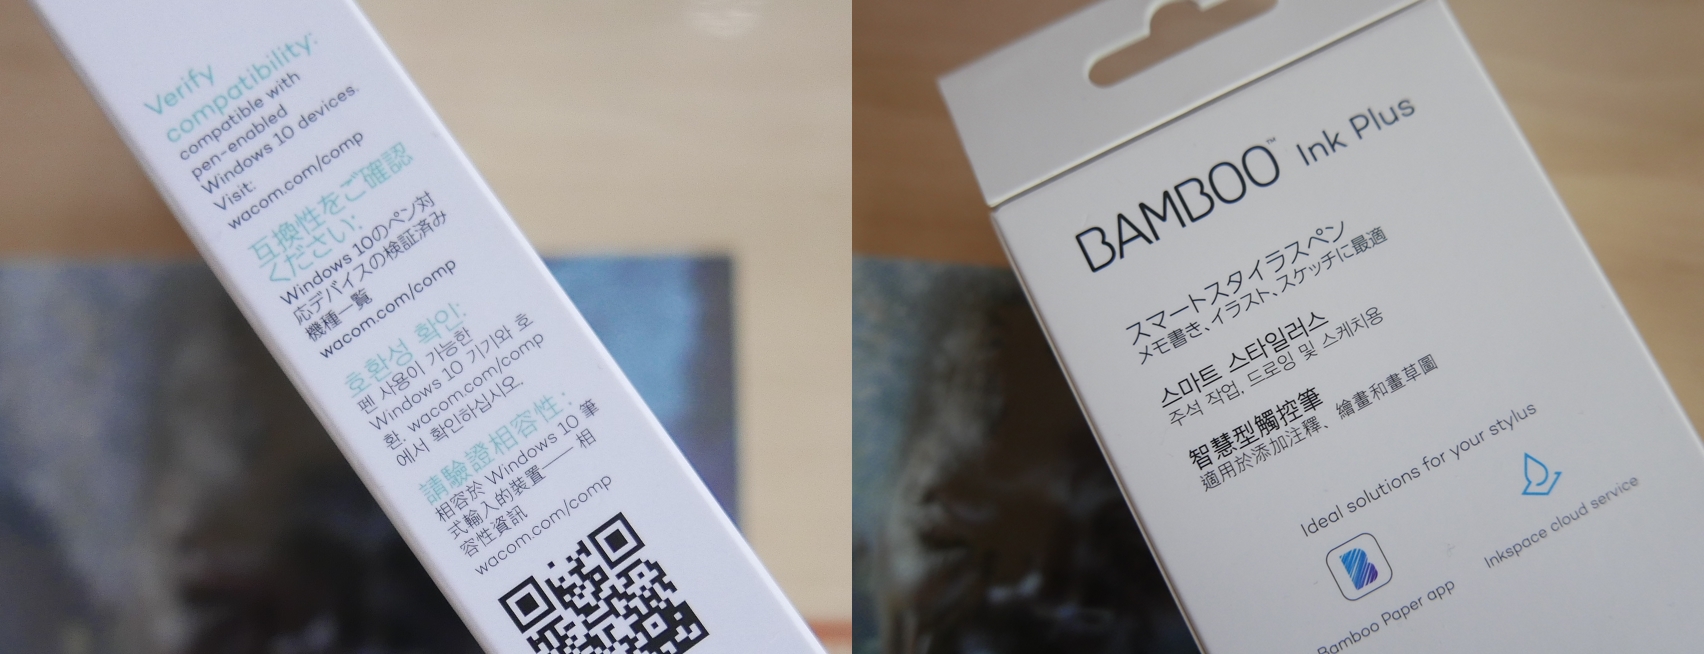 Verify
compatibility:
compatible with
pen-enabled
Windows 10 devices.
Visit:
wacom.com/comp
互換性をご確認
ください:
Windows 10のペン対
応デバイスの検証済み
機種一覧
wacom.com/comp
호환성 확인:
펜 사용이 가능한
Windows 10 기기와 호
환. wacom.com/comp
에서 확인하십시오.
請驗證相容性:
相容於 Windows 10 筆
式輸入的裝置—— 相
容性資訊
wacom.com/comp
BAMBOO™ Ink Plus
スマートスタイラスペン
メモ書き、イラスト、スケッチに最適
스마트 스타일러스
주석 작업, 드로잉 및 스케치용
智慧型觸控筆
適用於添加注釋、繪畫和畫草圖
Ideal solutions for your stylus
Bamboo Paper app
Inkspace cloud service